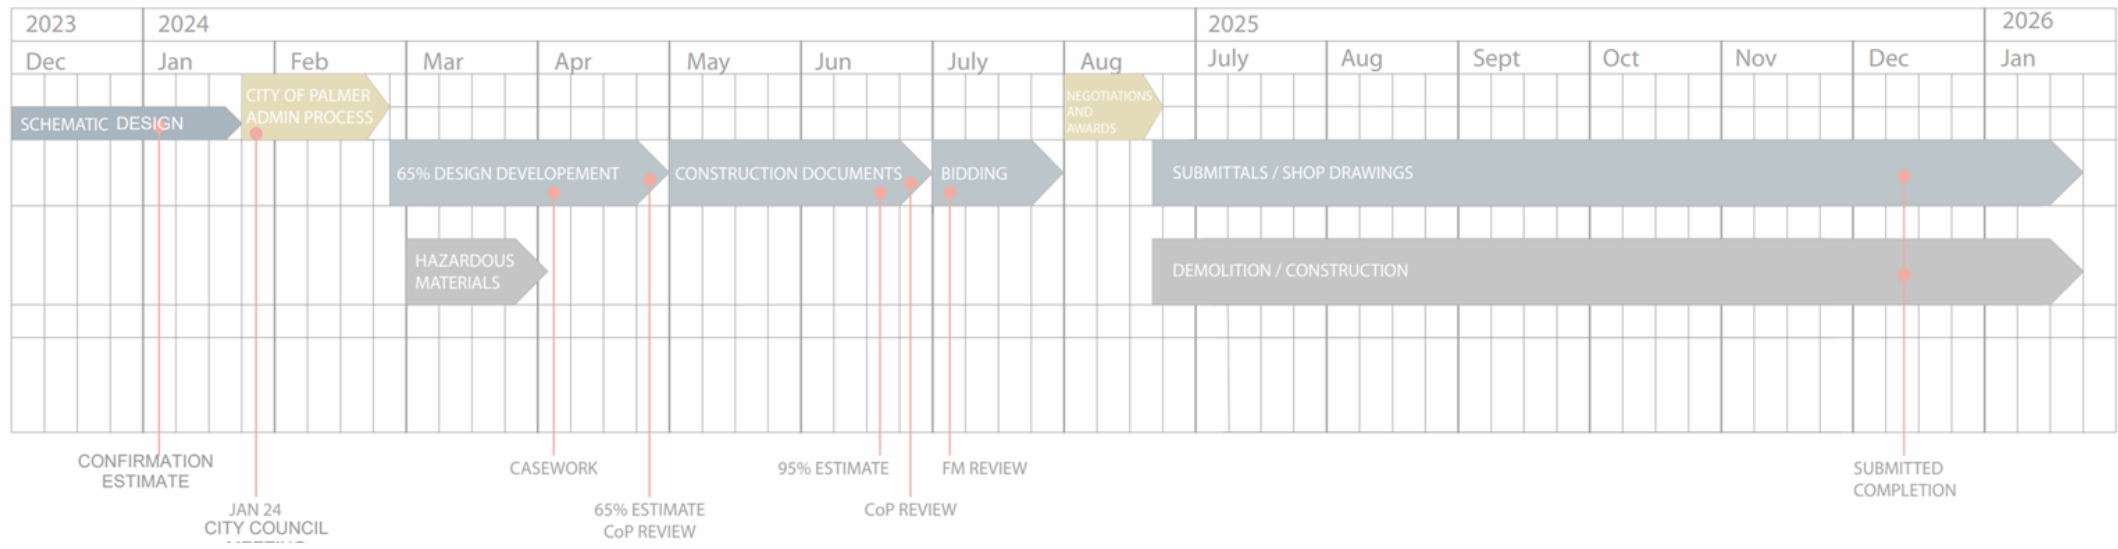 2023 2024 2025 2026
Dec Jan Feb Mar Apr May Jun July Aug July Aug Sept Oct Nov Dec Jan
CITY OF PALMER
ADMIN PROCESS
NEGOTIATIONS
AND
AWARDS
SCHEMATIC DESIGN
65% DESIGN DEVELOPEMENT
CONSTRUCTION DOCUMENTS
BIDDING
SUBMITTALS / SHOP DRAWINGS
HAZARDOUS
MATERIALS
DEMOLITION / CONSTRUCTION
CONFIRMATION
ESTIMATE
JAN 24
CITY COUNCIL
CASEWORK
65% ESTIMATE
CoP REVIEW
95% ESTIMATE
CoP REVIEW
FM REVIEW
SUBMITTED
COMPLETION